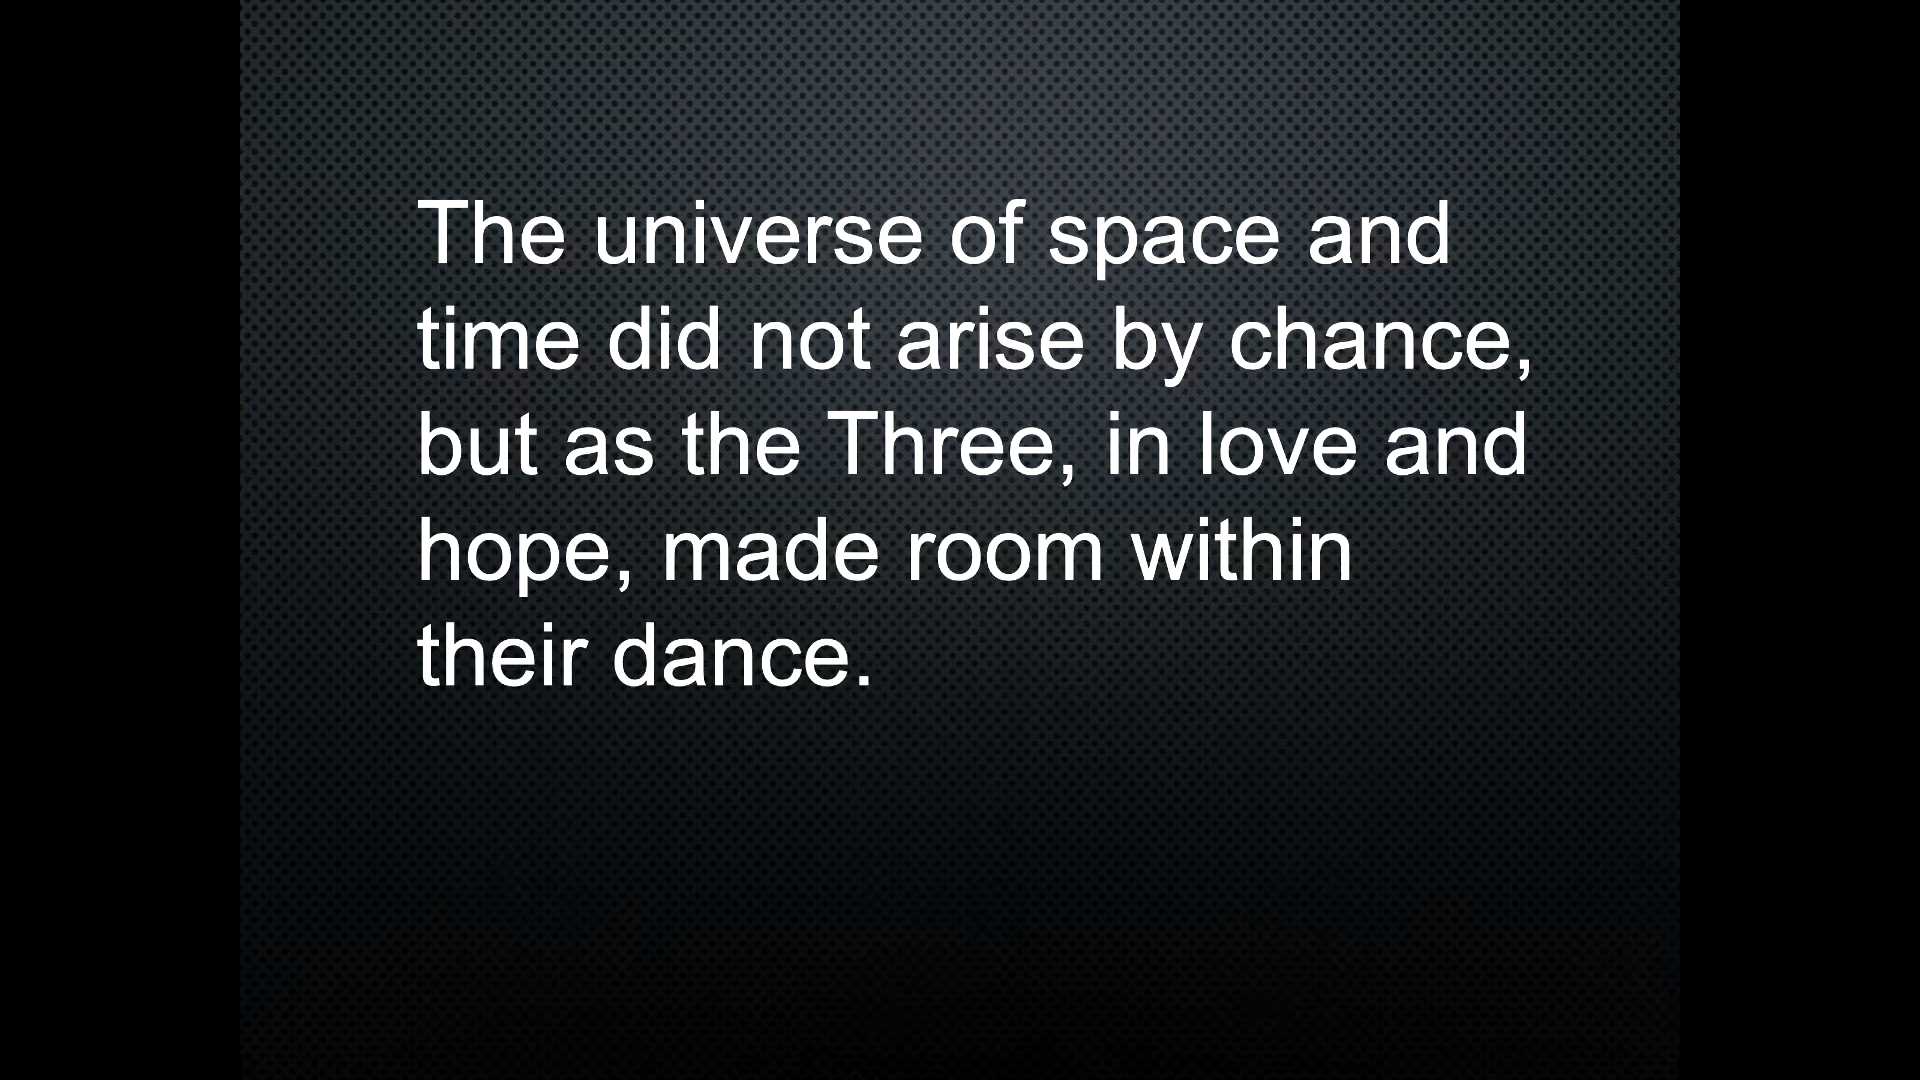 The universe of space and
time did not arise by chance,
but as the Three, in love and
hope, made room within
their dance.